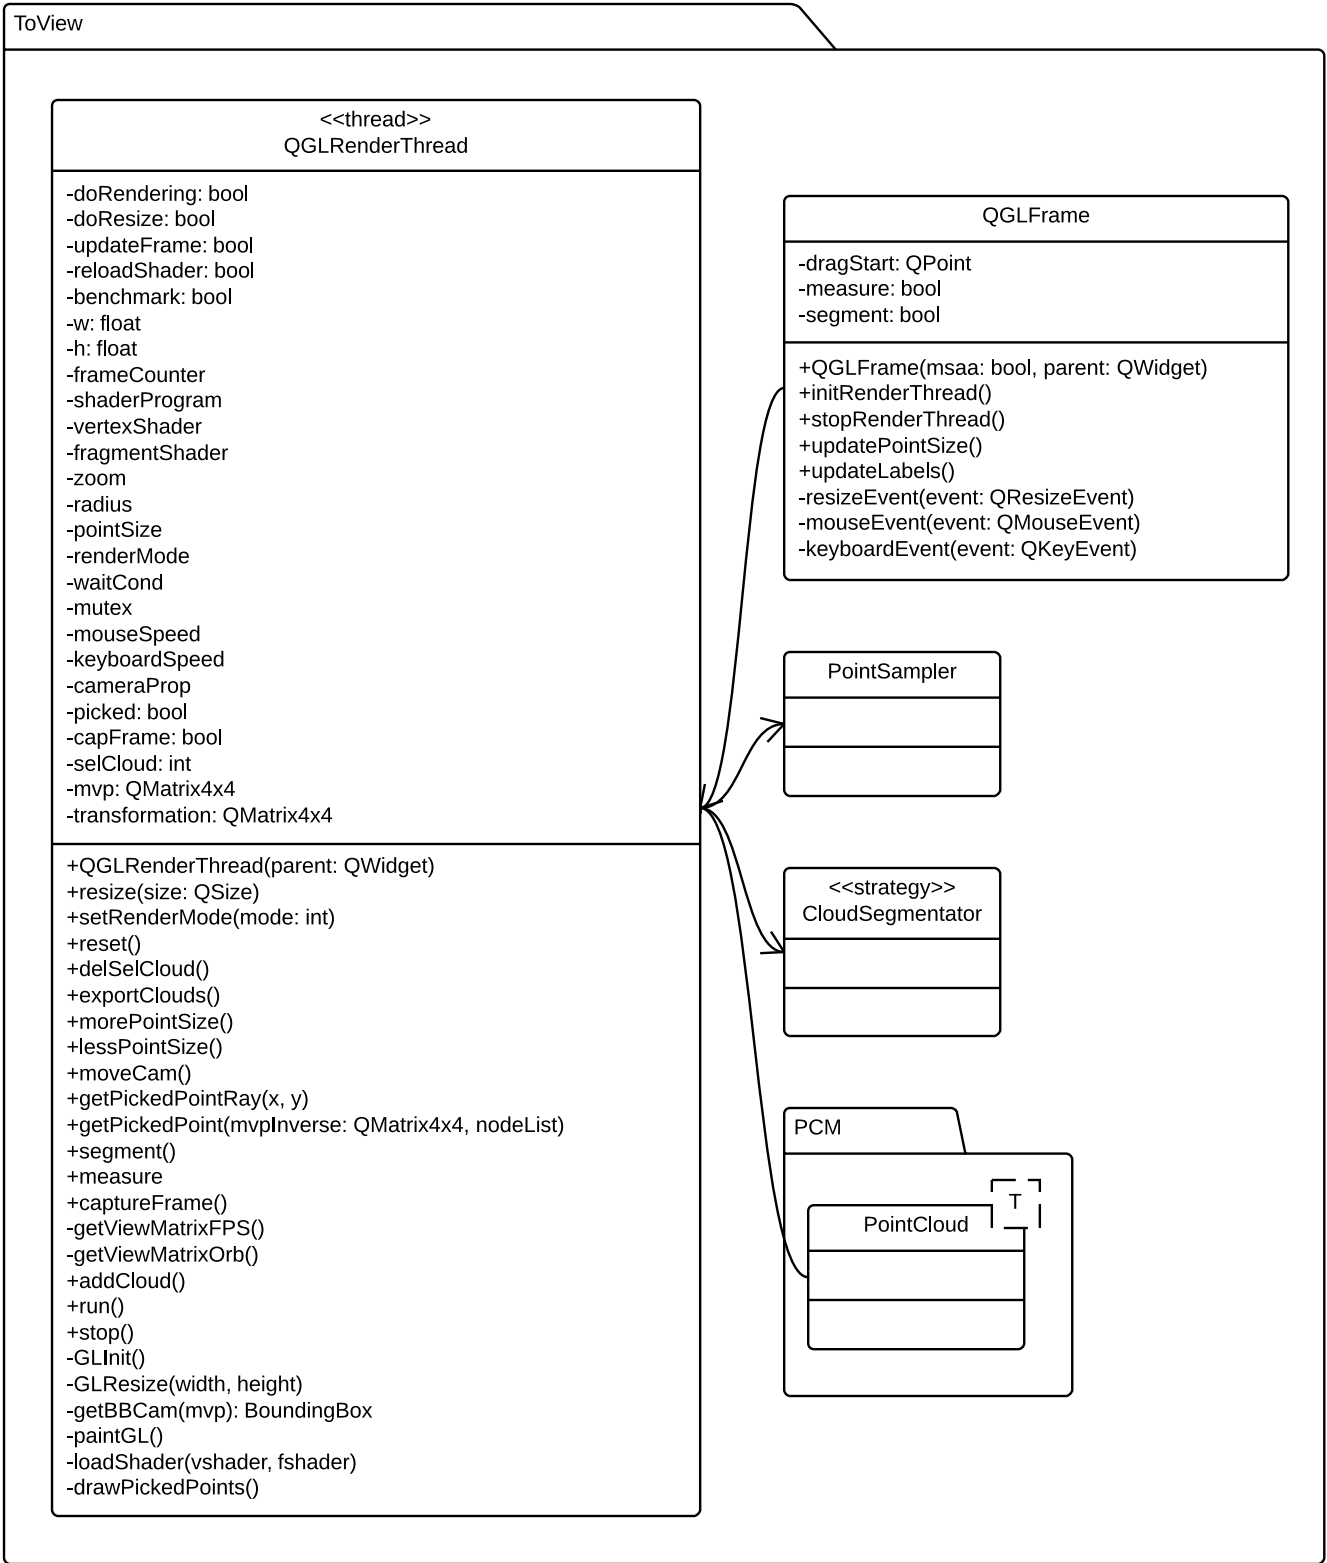 ToView
<<thread>>
QGLRenderThread
-doRendering: bool
-doResize: bool
-updateFrame: bool
-reloadShader: bool
-benchmark: bool
-w: float
-h: float
-frameCounter
-shaderProgram
-vertexShader
-fragmentShader
-zoom
-radius
-pointSize
-renderMode
-waitCond
-mutex
-mouseSpeed
-keyboardSpeed
-cameraProp
-picked: bool
-capFrame: bool
-selCloud: int
-mvp: QMatrix4x4
-transformation: QMatrix4x4
+QGLRenderThread(parent: QWidget)
+resize(size: QSize)
+setRenderMode(mode: int)
+reset()
+delSelCloud()
+exportClouds()
+morePointSize()
+lessPointSize()
+moveCam()
+getPickedPointRay(x, y)
+getPickedPoint(mvpInverse: QMatrix4x4, nodeList)
+segment()
+measure
+captureFrame()
-getViewMatrixFPS()
-getViewMatrixOrb()
+addCloud()
+run()
+stop()
-GLInit()
-GLResize(width, height)
-getBBCam(mvp): BoundingBox
-paintGL()
-loadShader(vshader, fshader)
-drawPickedPoints()
QGLFrame
-dragStart: QPoint
-measure: bool
-segment: bool
+QGLFrame(msaa: bool, parent: QWidget)
+initRenderThread()
+stopRenderThread()
+updatePointSize()
+updateLabels()
-resizeEvent(event: QResizeEvent)
-mouseEvent(event: QMouseEvent)
-keyboardEvent(event: QKeyEvent)
PointSampler
<<strategy>>
CloudSegmentator
PCM
T
PointCloud